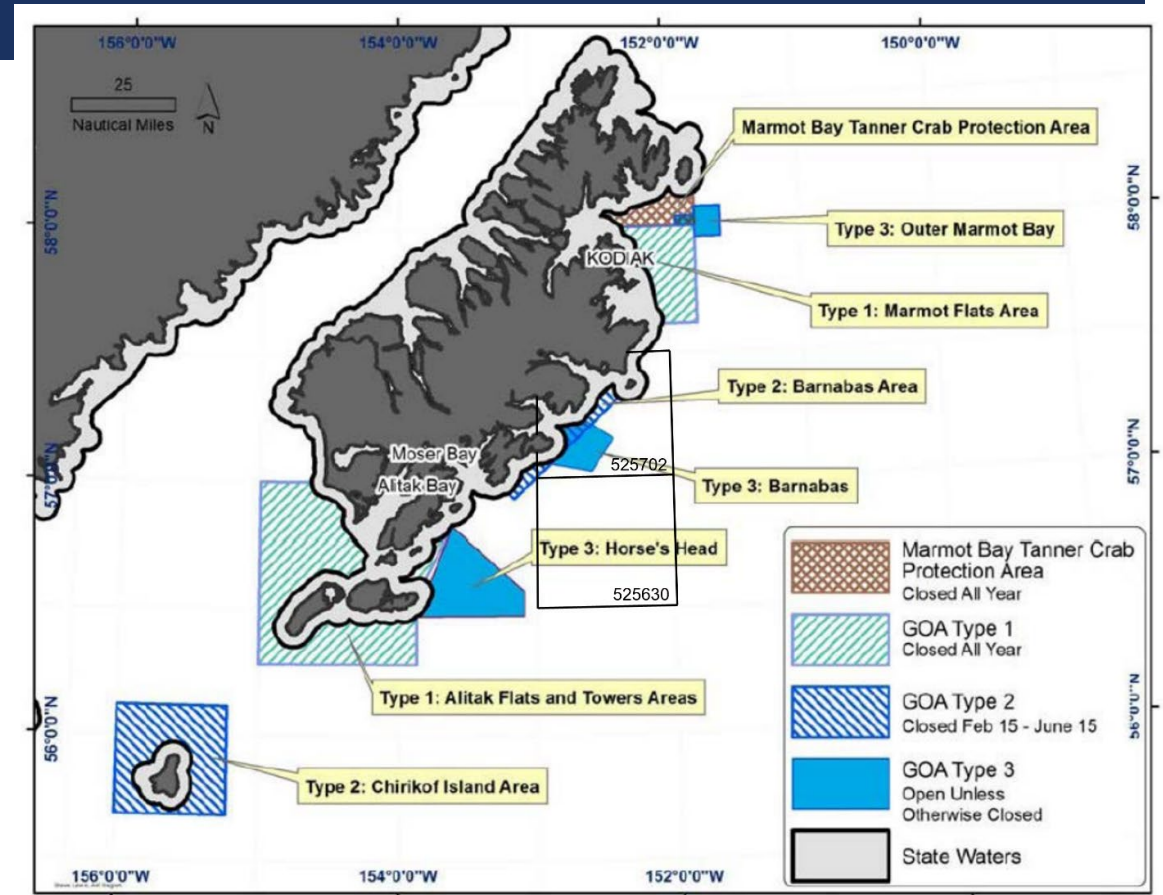 156°0'0"W
154°0'0"W
152°0'0"W
150°0'0"W
25
Nautical Miles
N
Marmot Bay Tanner Crab Protection Area
58°0'0"N
58°0'0"N
Type 3: Outer Marmot Bay
KODIAK
Type 1: Marmot Flats Area
Type 2: Barnabas Area
Moser Bay
Alitak Bay
525702
57°0'0"N
57°0'0"N
Type 3: Barnabas
Type 3: Horse's Head
525630
Marmot Bay Tanner Crab
Protection Area
Closed All Year
GOA Type 1
Closed All Year
Type 1: Alitak Flats and Towers Areas
GOA Type 2
Closed Feb 15 - June 15
56°0'0"N
56°0'0"N
Type 2: Chirikof Island Area
GOA Type 3
Open Unless
Otherwise Closed
State Waters
156°0'0"W
154°0'0"W
152°0'0"W